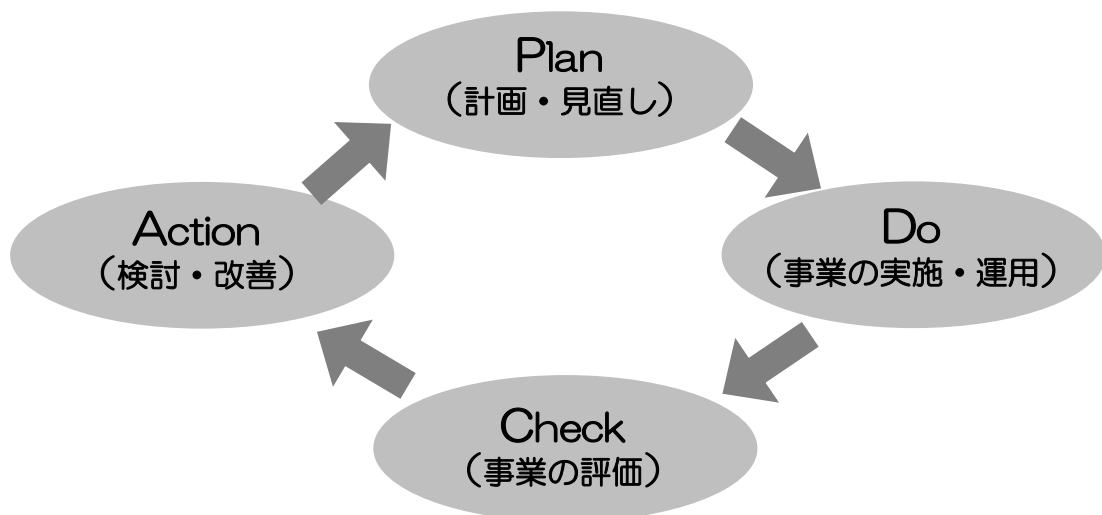 Plan
（計画・見直し）
Action
（検討・改善）
Do
（事業の実施・運用）
Check
（事業の評価）